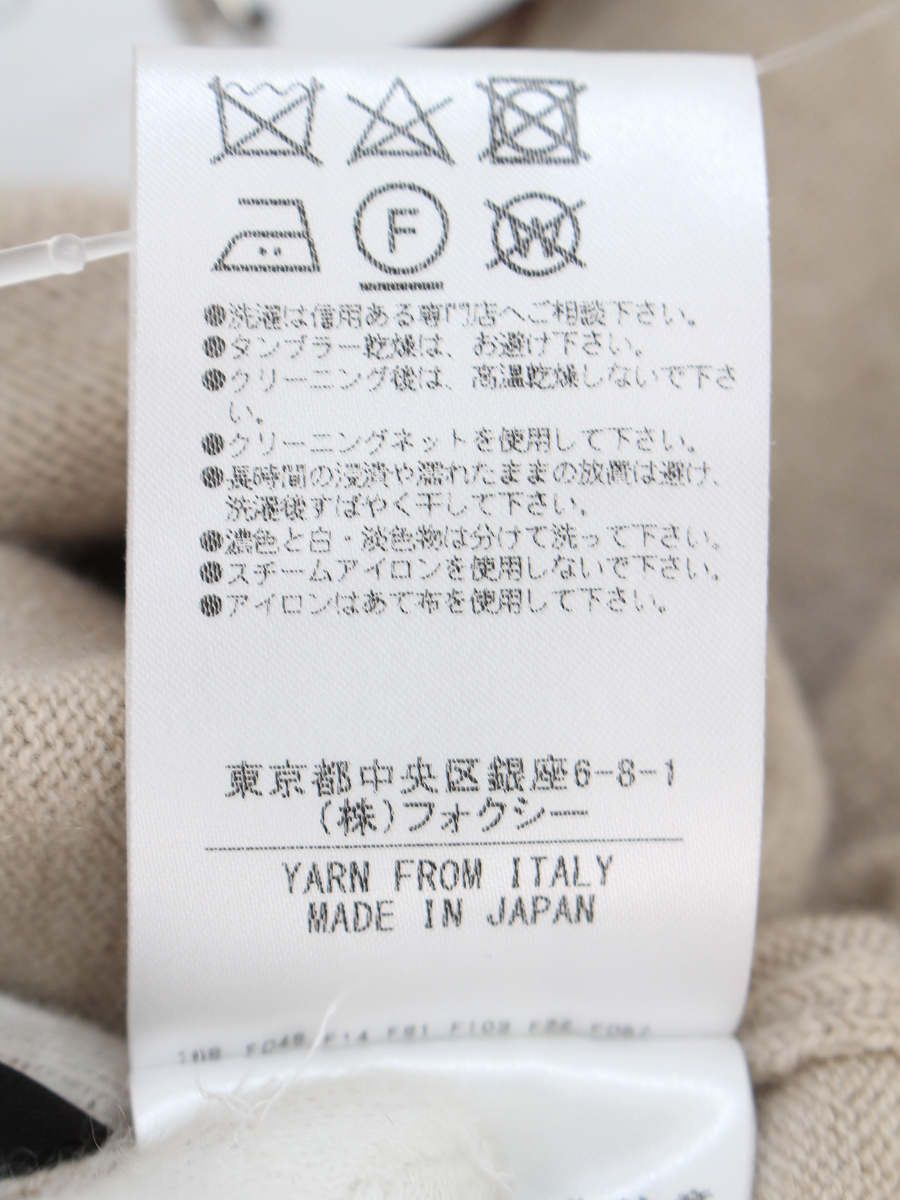 F
W
●洗濯は信用ある専門店へご相談下さい。
●タンブラー乾燥は、お避け下さい。
●クリーニング後は、高温乾燥しないで下さ
い。
●クリーニングネットを使用して下さい。
●長時間の浸漬や濡れたままの放置は避け、
洗濯後すばやく干して下さい。
●濃色と白・淡色物は分けて洗って下さい。
●スチームアイロンを使用しないで下さい。
●アイロンはあて布を使用して下さい。
東京都中央区銀座6-8-1
(株)フォクシー
YARN FROM ITALY
MADE IN JAPAN